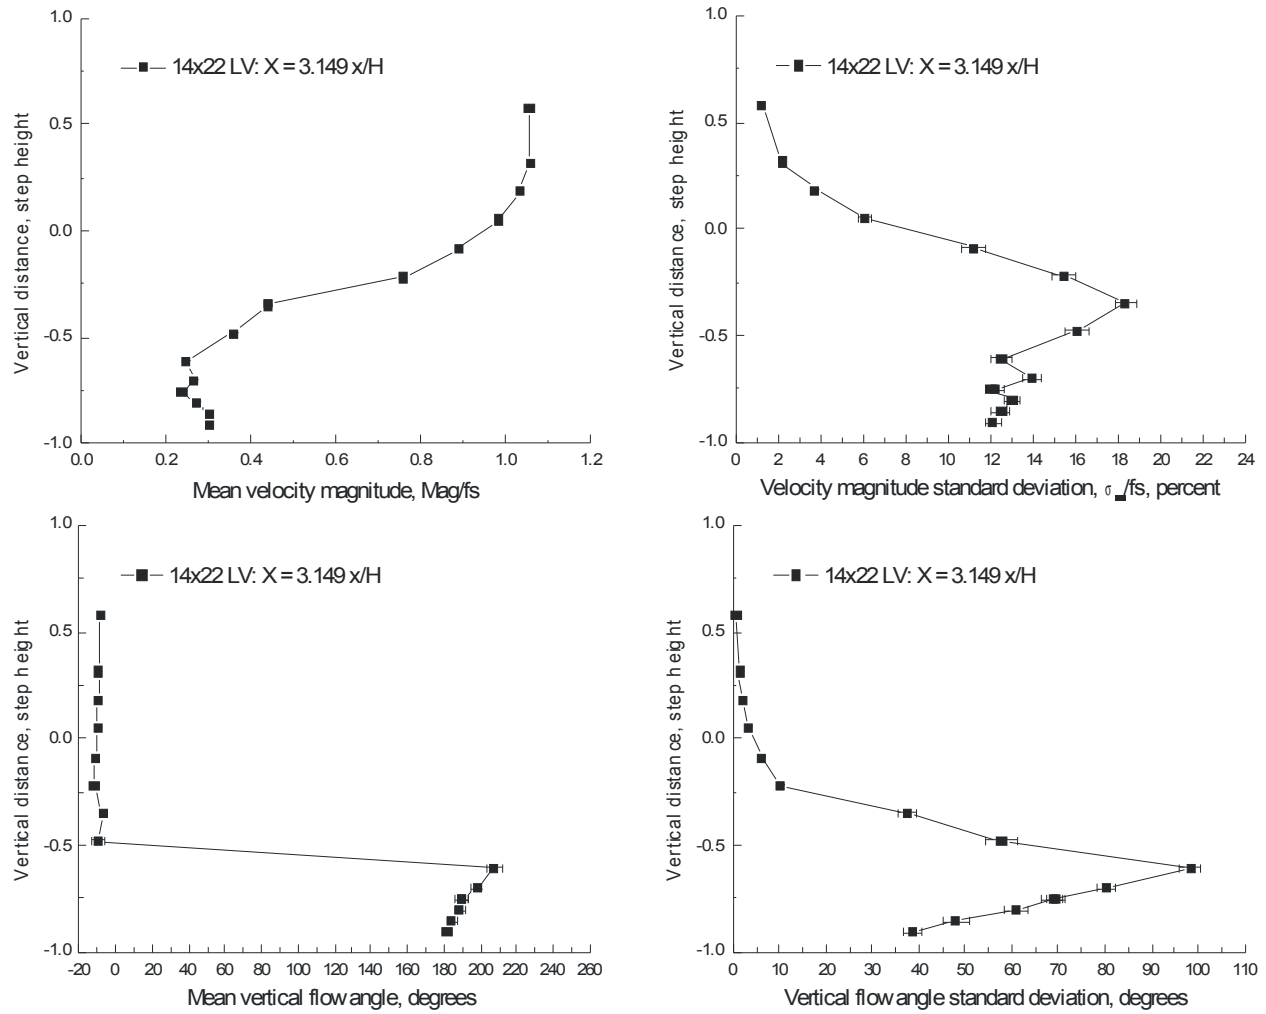 1.0
0.5
0.0
-0.5
-1.0
Vertical distance, step height
14x22 LV: X = 3.149 x/H
0.0 0.2 0.4 0.6 0.8 1.0 1.2
Mean velocity magnitude, Mag/fs
1.0
0.5
0.0
-0.5
-1.0
Vertical distance, step height
14x22 LV: X = 3.149 x/H
0 2 4 6 8 10 12 14 16 18 20 22 24
Velocity magnitude standard deviation, σ /fs, percent
1.0
0.5
0.0
-0.5
-1.0
Vertical distance, step height
14x22 LV: X = 3.149 x/H
-20 0 20 40 60 80 100 120 140 160 180 200 220 240 260
Mean vertical flow angle, degrees
1.0
0.5
0.0
-0.5
-1.0
Vertical distance, step height
14x22 LV: X = 3.149 x/H
0 10 20 30 40 50 60 70 80 90 100 110
Vertical flow angle standard deviation, degrees